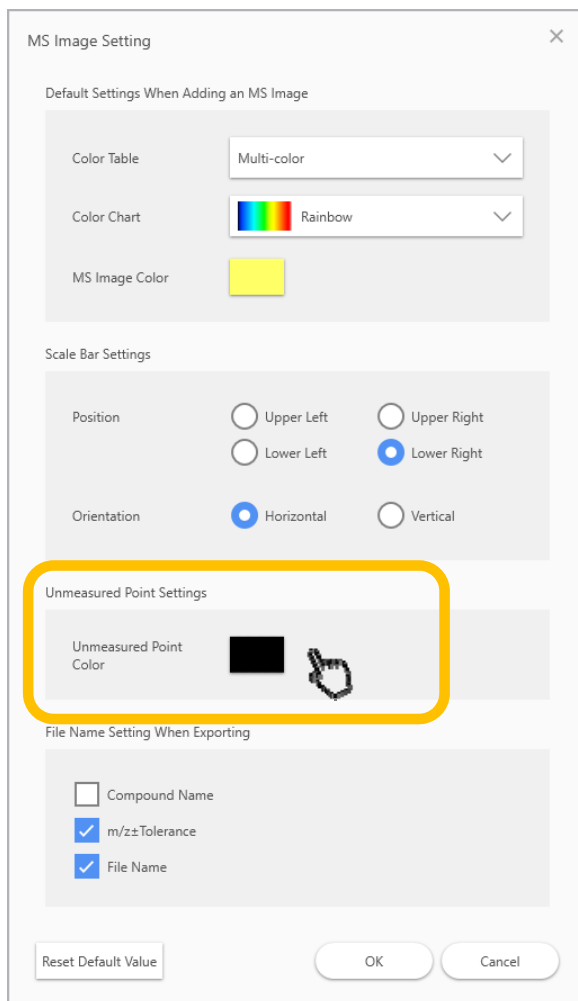 MS Image Setting
Default Settings When Adding an MS Image
Color Table
Multi-color
Color Chart
Rainbow
MS Image Color
Scale Bar Settings
Position
Upper Left
Upper Right
Lower Left
Lower Right
Orientation
Horizontal
Vertical
Unmeasured Point Settings
Unmeasured Point
Color
File Name Setting When Exporting
Compound Name
m/z±Tolerance
File Name
Reset Default Value
OK
Cancel